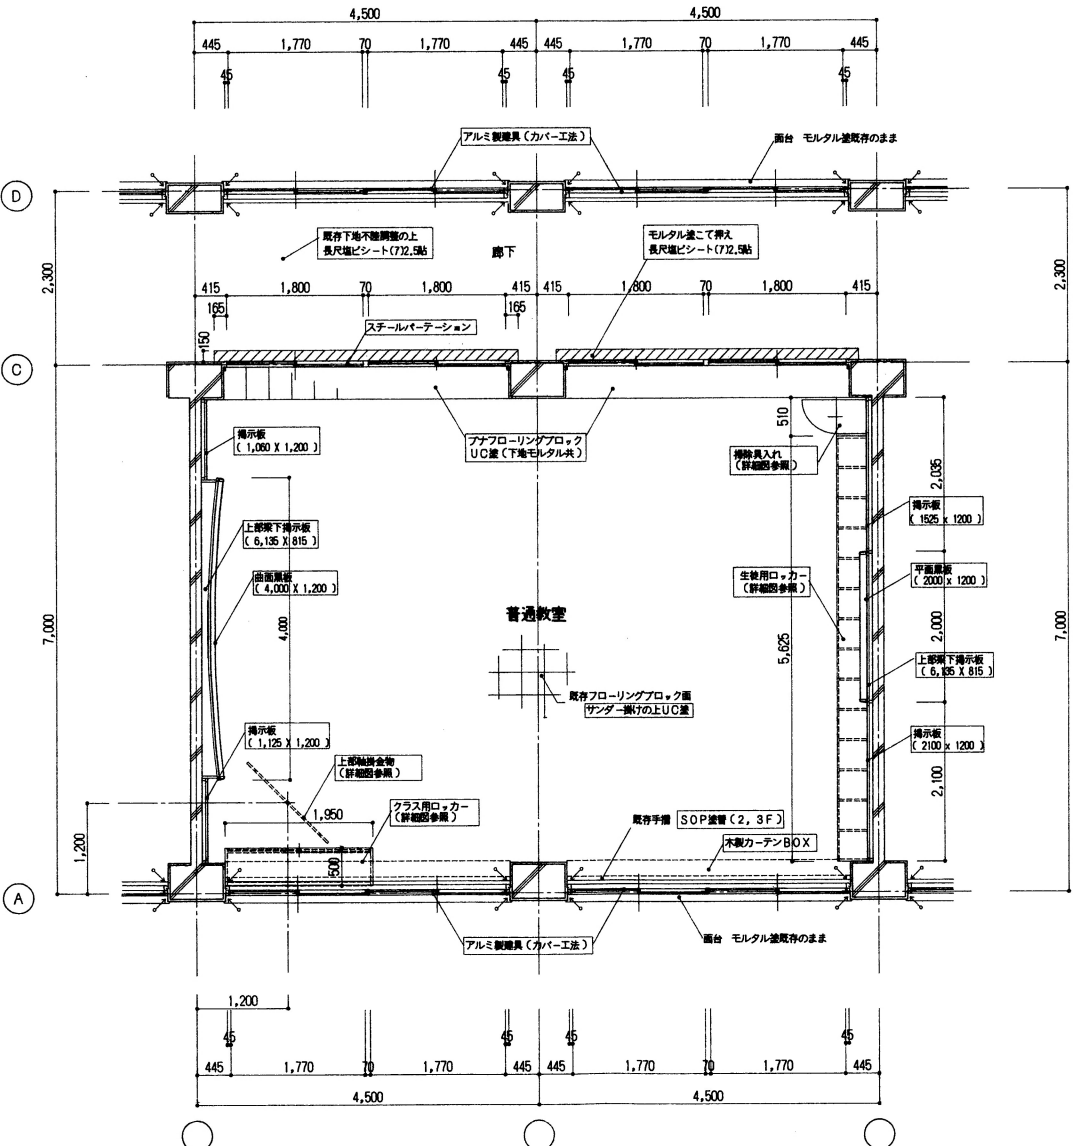 4,500 4,500
445 1,770 70 1,770 445 445 1,770 70 1,770 445
45 45 45 45
アルミ製建具(カバー工法)
面台 モルタル塗既存のまま
D
既存下地不陸調整の上
長尺塩ビシート(ア)2.5貼
廊下
モルタル塗こて押え
長尺塩ビシート(ア)2.5貼
2,300
2,300
415 1,800 70 1,800 415 415 1,800 70 1,800 415
165 165
スチールパーテーション
150
C
掲示板
( 1,060 X 1,200 )
ブナフローリングブロック
UC塗(下地モルタル共)
510
掃除具入れ
(詳細図参照)
2,035
掲示板
( 1525 x 1200 )
上部梁下掲示板
( 6,135 X 815 )
曲面黒板
( 4,000 X 1,200 )
生徒用ロッカー
(詳細図参照)
平面黒板
( 2000 x 1200 )
普通教室
7,000
4,000
5,625
2,000
7,000
上部梁下掲示板
( 6,135 X 815 )
既存フローリングブロック面
サンダー掛けの上UC塗
掲示板
( 1,125 X 1,200 )
掲示板
( 2100 x 1200 )
上部軸掛金物
(詳細図参照)
2,100
クラス用ロッカー
(詳細図参照)
1,950
既存手摺 SOP塗替(2,3F)
木製カーテンBOX
1,200
500
A
アルミ製建具(カバー工法)
面台 モルタル塗既存のまま
1,200
45 45 45 45
445 1,770 70 1,770 445 445 1,770 70 1,770 445
4,500 4,500